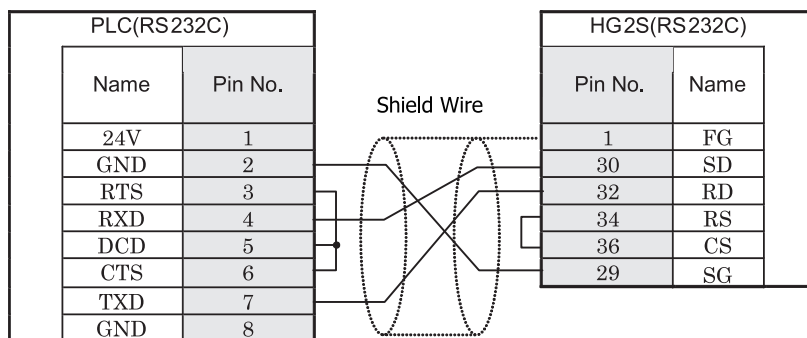 PLC(RS232C)
Name Pin No.
24V 1
GND 2
RTS 3
RXD 4
DCD 5
CTS 6
TXD 7
GND 8
Shield Wire
HG2S(RS232C)
Pin No. Name
1 FG
30 SD
32 RD
34 RS
36 CS
29 SG